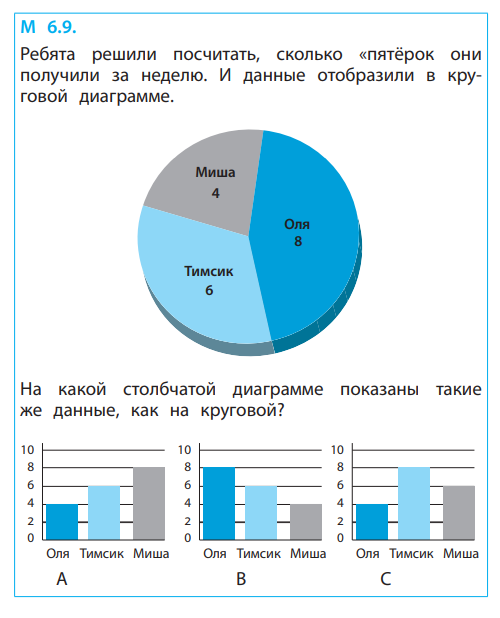 М 6.9.
Ребята решили посчитать, сколько «пятёрок они
получили за неделю. И данные отобразили в кру-
говой диаграмме.
Миша
4
Оля
8
Тимсик
6
На какой столбчатой диаграмме показаны такие
же данные, как на круговой?
10
8
6
4
2
0
Оля Тимсик Миша
A
10
8
6
4
2
0
Оля Тимсик Миша
B
10
8
6
4
2
0
Оля Тимсик Миша
C